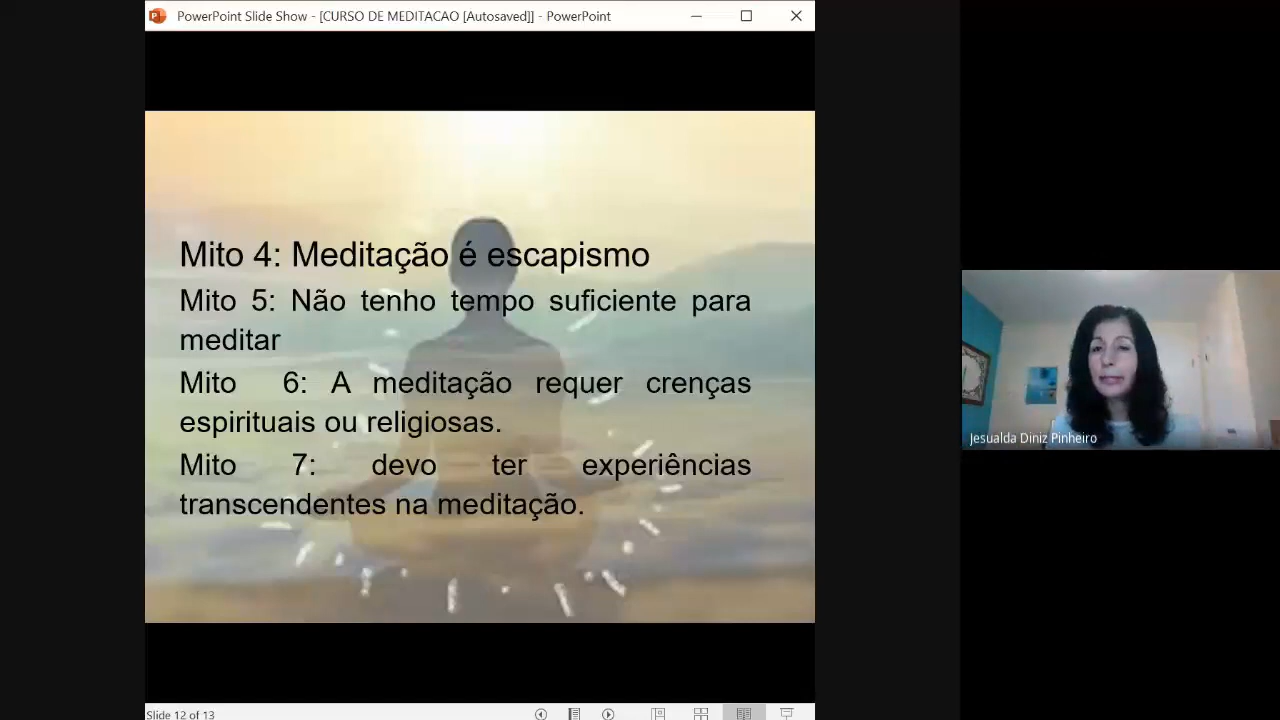 PowerPoint Slide Show - [CURSO DE MEDITACAO [Autosaved]] - PowerPoint
Mito 4: Meditação é escapismo
Mito 5: Não tenho tempo suficiente para
meditar
Mito 6: A meditação requer crenças
espirituais ou religiosas.
Mito 7: devo ter experiências
transcendentes na meditação.
Jesualda Diniz Pinheiro
Slide 12 of 13